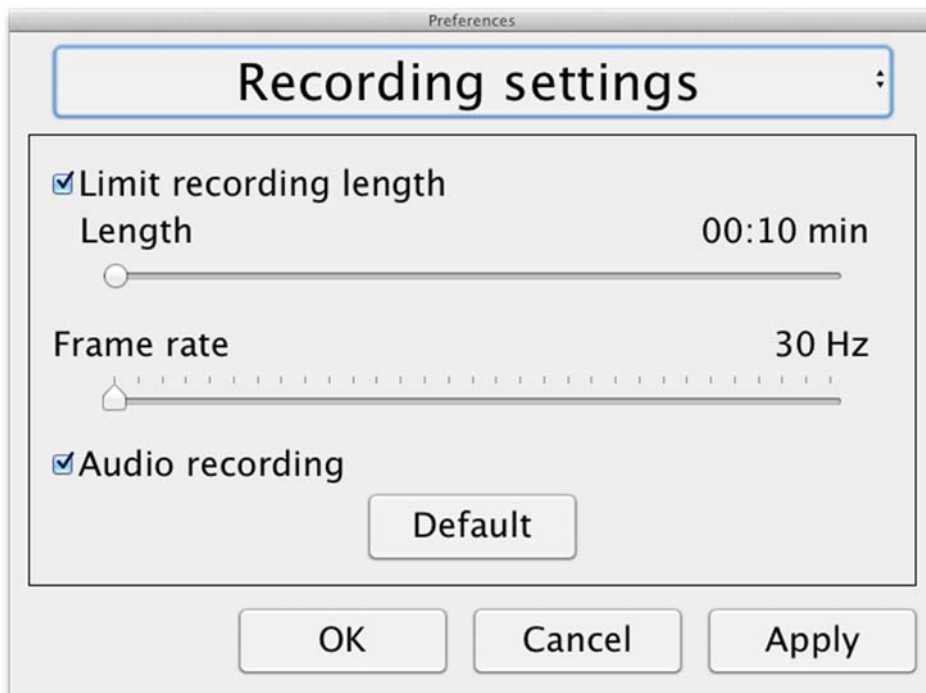 Preferences
Recording settings
Limit recording length
Length 00:10 min
Frame rate 30 Hz
Audio recording
Default
OK Cancel Apply